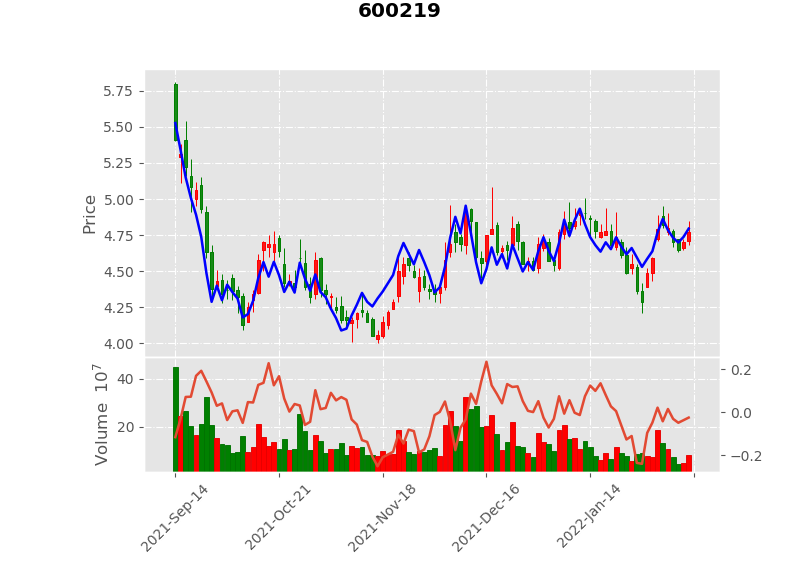 600219
5.75
5.50
5.25
5.00
4.75
4.50
4.25
4.00
Price
40
20
Volume 10^7
0.2
0.0
−0.2
2021-Sep-14
2021-Oct-21
2021-Nov-18
2021-Dec-16
2022-Jan-14